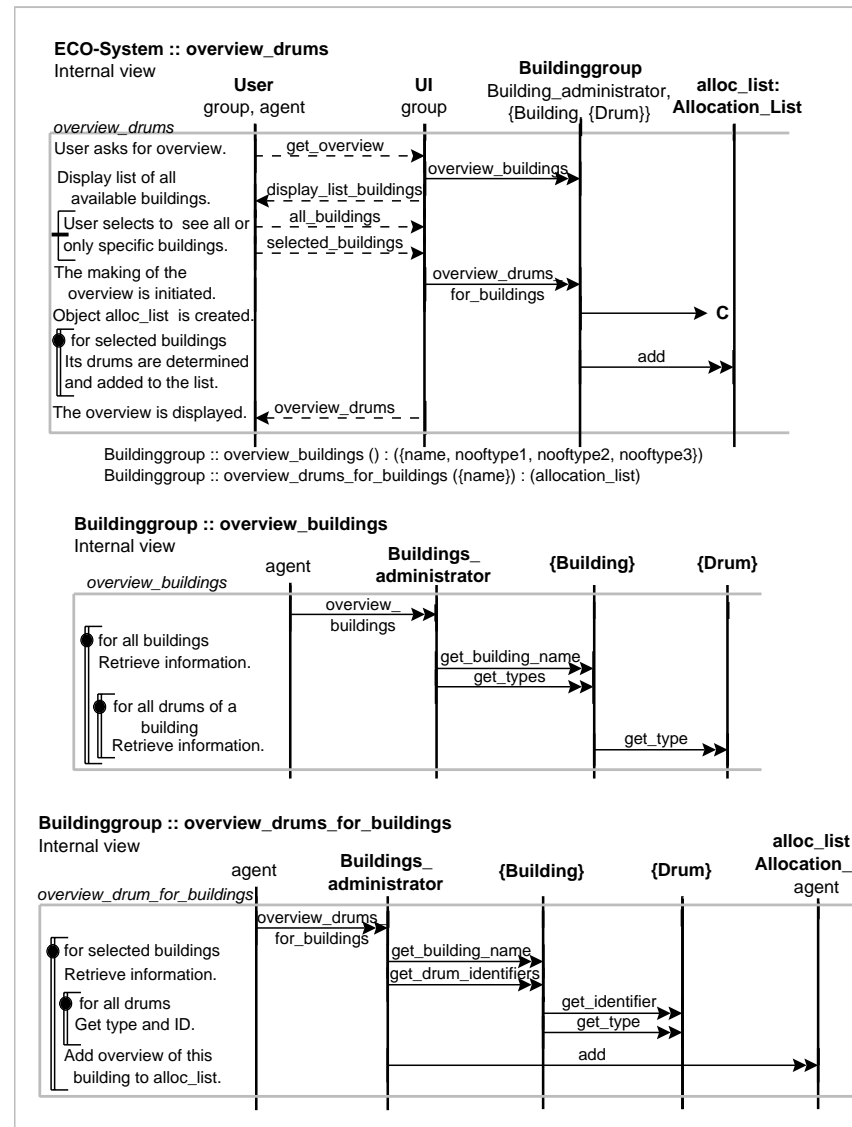 ECO-System :: overview_drums
Internal view
User
group, agent
UI
group
Buildinggroup
Building_administrator,
{Building, {Drum}}
alloc_list:
Allocation_List
overview_drums
User asks for overview.
get_overview
overview_buildings
Display list of all
available buildings.
display_list_buildings
User selects to see all or
only specific buildings.
all_buildings
selected_buildings
The making of the
overview is initiated.
overview_drums
for_buildings
Object alloc_list is created.
C
for selected buildings
Its drums are determined
and added to the list.
add
The overview is displayed.
overview_drums
Buildinggroup :: overview_buildings () : ({name, nooftype1, nooftype2, nooftype3})
Buildinggroup :: overview_drums_for_buildings ({name}) : (allocation_list)
Buildinggroup :: overview_buildings
Internal view
agent
Buildings_
administrator
{Building}
{Drum}
overview_buildings
overview_
buildings
for all buildings
Retrieve information.
get_building_name
get_types
for all drums of a
building
Retrieve information.
get_type
Buildinggroup :: overview_drums_for_buildings
Internal view
agent
Buildings_
administrator
{Building}
{Drum}
alloc_list
Allocation_
agent
overview_drum_for_buildings
overview_drums_
for_buildings
for selected buildings
Retrieve information.
get_building_name
get_drum_identifiers
for all drums
Get type and ID.
get_identifier
get_type
Add overview of this
building to alloc_list.
add